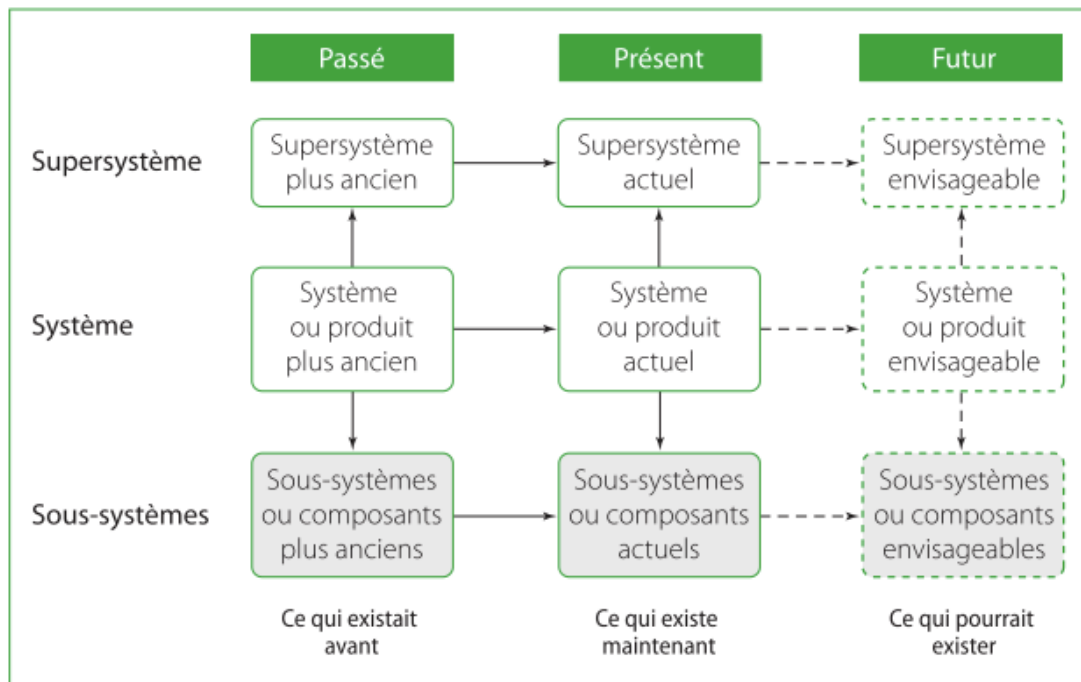 Passé
Présent
Futur
Supersystème
Supersystème
plus ancien
Supersystème
actuel
Supersystème
envisageable
Système
Système
ou produit
plus ancien
Système
ou produit
actuel
Système
ou produit
envisageable
Sous-systèmes
Sous-systèmes
ou composants
plus anciens
Sous-systèmes
ou composants
actuels
Sous-systèmes
ou composants
envisageables
Ce qui existait
avant
Ce qui existe
maintenant
Ce qui pourrait
exister